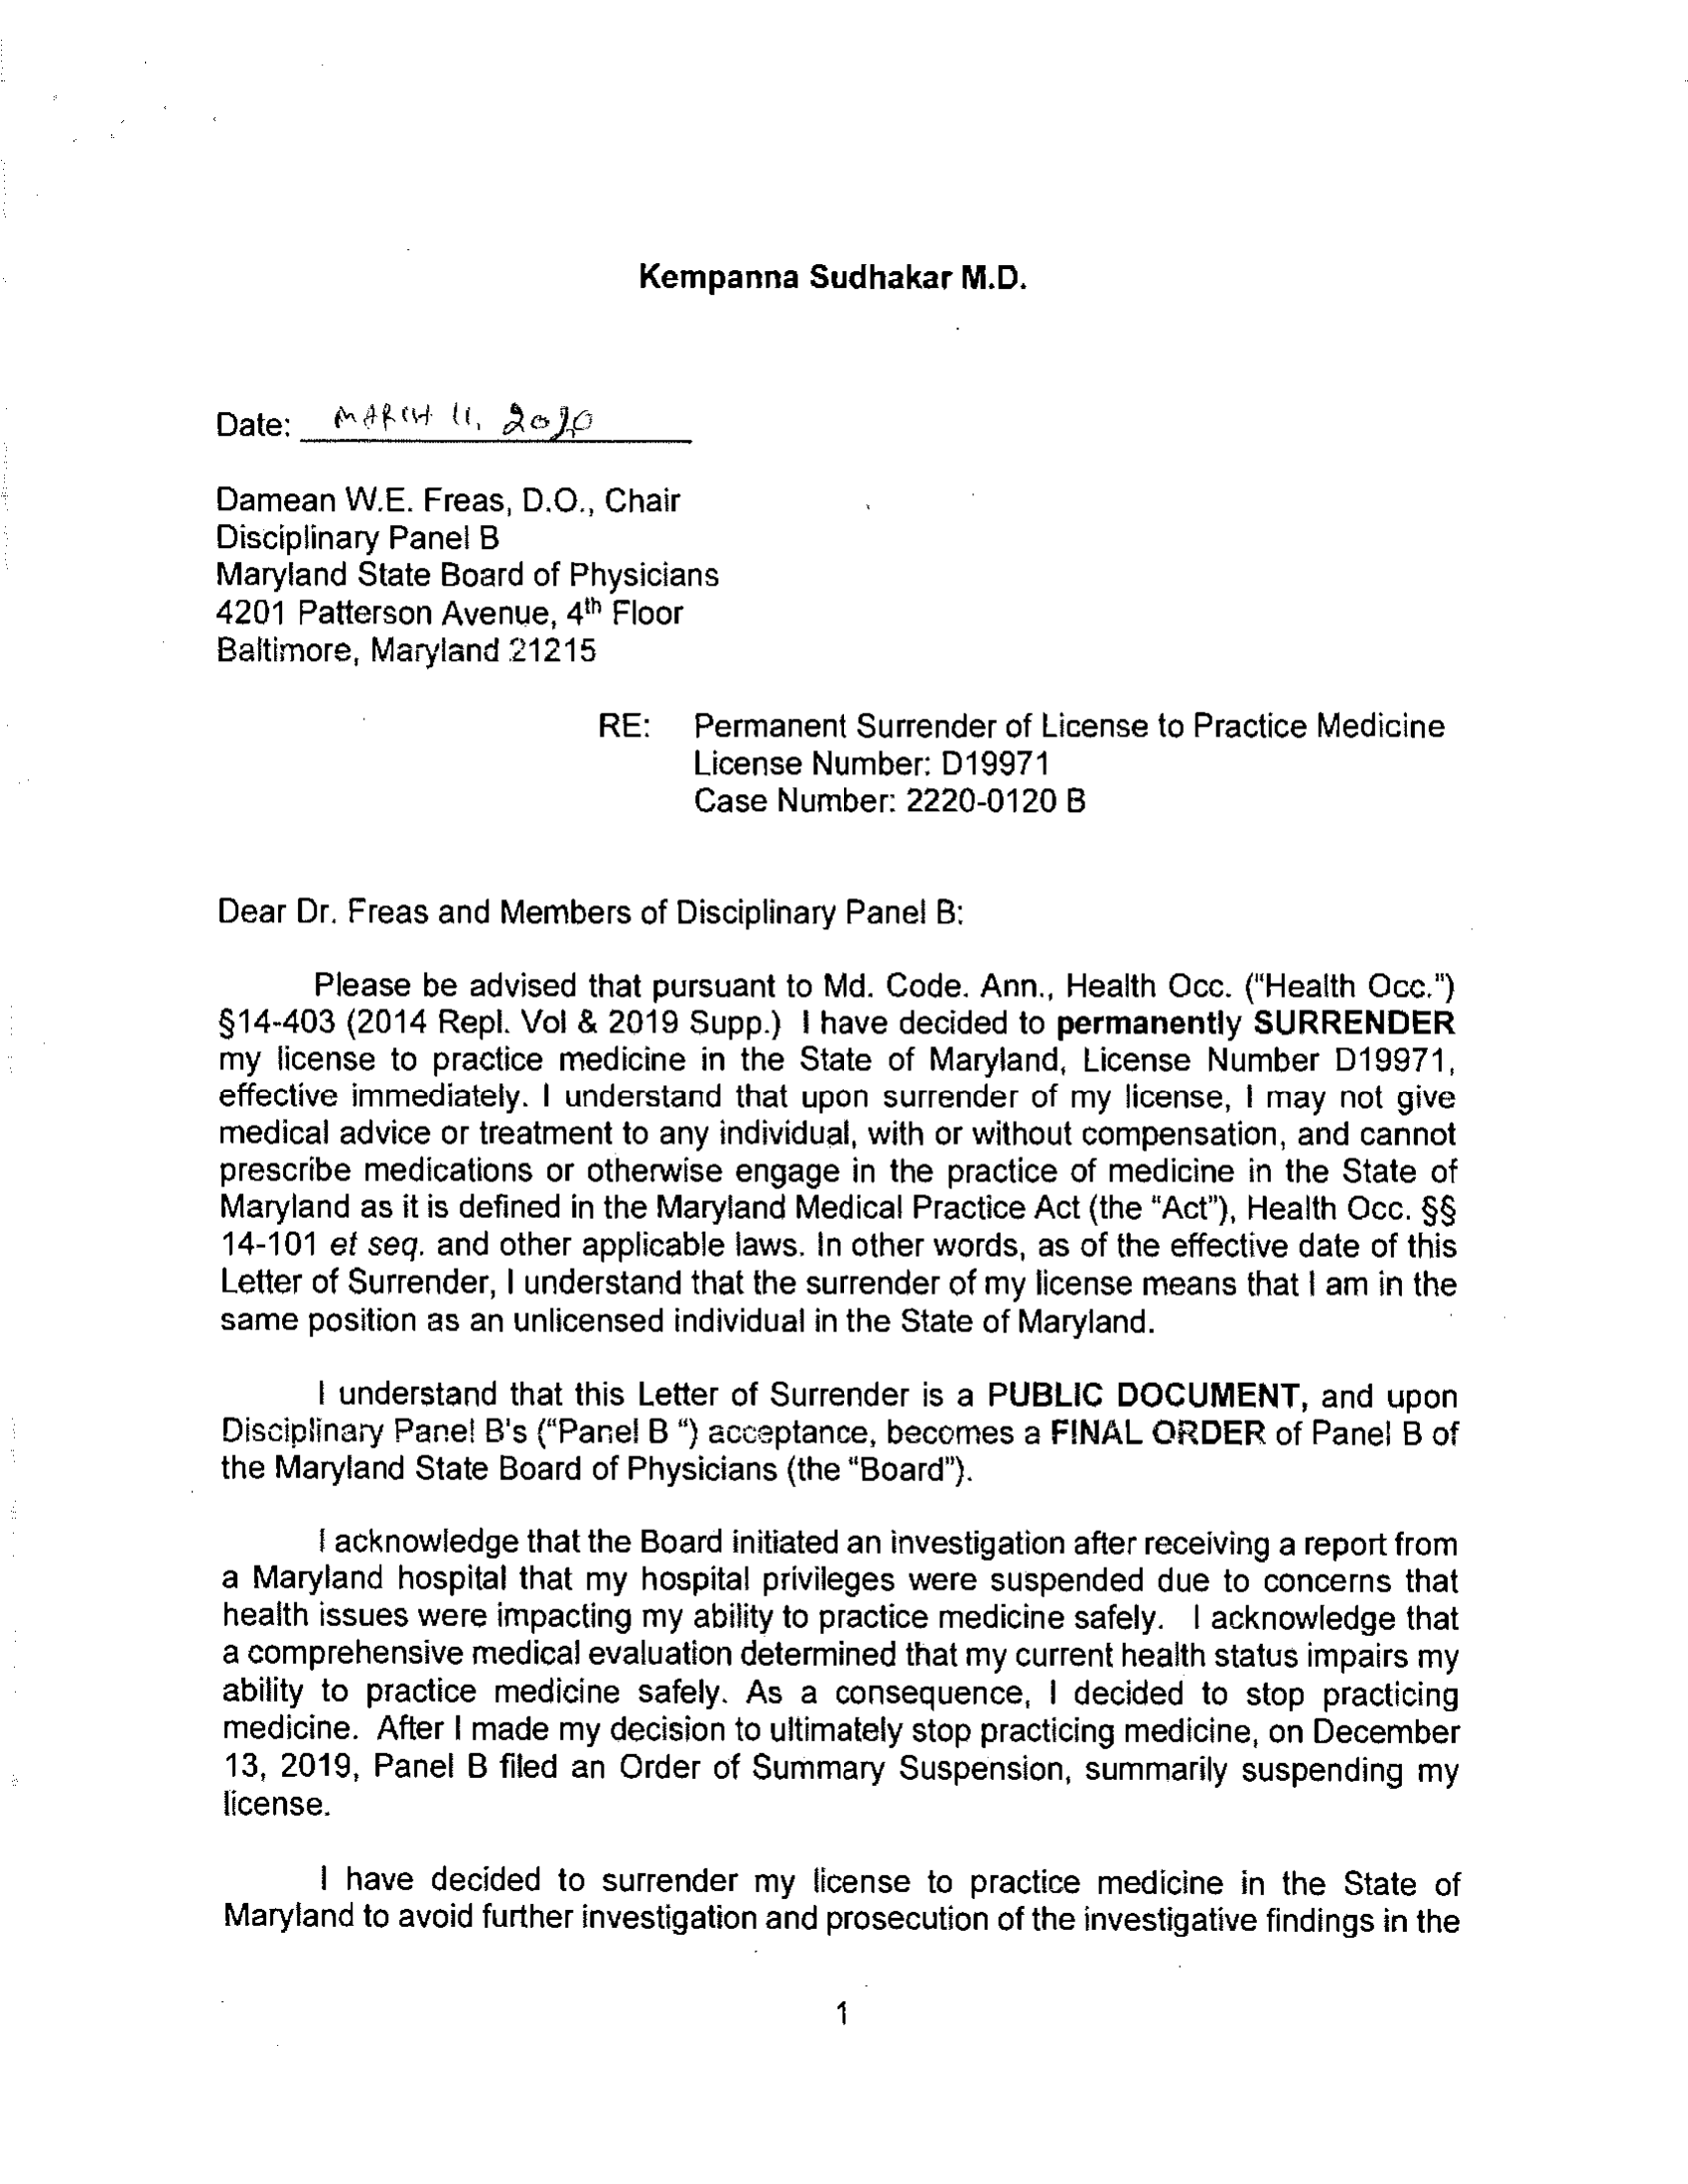 Kempanna Sudhakar M.D.
Date: MARCH 11, 2020
Damean W.E. Freas, D.O., Chair
Disciplinary Panel B
Maryland State Board of Physicians
4201 Patterson Avenue, 4th Floor
Baltimore, Maryland 21215
RE: Permanent Surrender of License to Practice Medicine
License Number: D19971
Case Number: 2220-0120 B
Dear Dr. Freas and Members of Disciplinary Panel B:
Please be advised that pursuant to Md. Code. Ann., Health Occ. ("Health Occ.")
§14-403 (2014 Repl. Vol & 2019 Supp.) I have decided to permanently SURRENDER
my license to practice medicine in the State of Maryland, License Number D19971,
effective immediately. I understand that upon surrender of my license, I may not give
medical advice or treatment to any individual, with or without compensation, and cannot
prescribe medications or otherwise engage in the practice of medicine in the State of
Maryland as it is defined in the Maryland Medical Practice Act (the "Act"), Health Occ. §§
14-101 et seq. and other applicable laws. In other words, as of the effective date of this
Letter of Surrender, I understand that the surrender of my license means that I am in the
same position as an unlicensed individual in the State of Maryland.
I understand that this Letter of Surrender is a PUBLIC DOCUMENT, and upon
Disciplinary Panel B's ("Panel B ") acceptance, becomes a FINAL ORDER of Panel B of
the Maryland State Board of Physicians (the "Board").
I acknowledge that the Board initiated an investigation after receiving a report from
a Maryland hospital that my hospital privileges were suspended due to concerns that
health issues were impacting my ability to practice medicine safely. I acknowledge that
a comprehensive medical evaluation determined that my current health status impairs my
ability to practice medicine safely. As a consequence, I decided to stop practicing
medicine. After I made my decision to ultimately stop practicing medicine, on December
13, 2019, Panel B filed an Order of Summary Suspension, summarily suspending my
license.
I have decided to surrender my license to practice medicine in the State of
Maryland to avoid further investigation and prosecution of the investigative findings in the
1